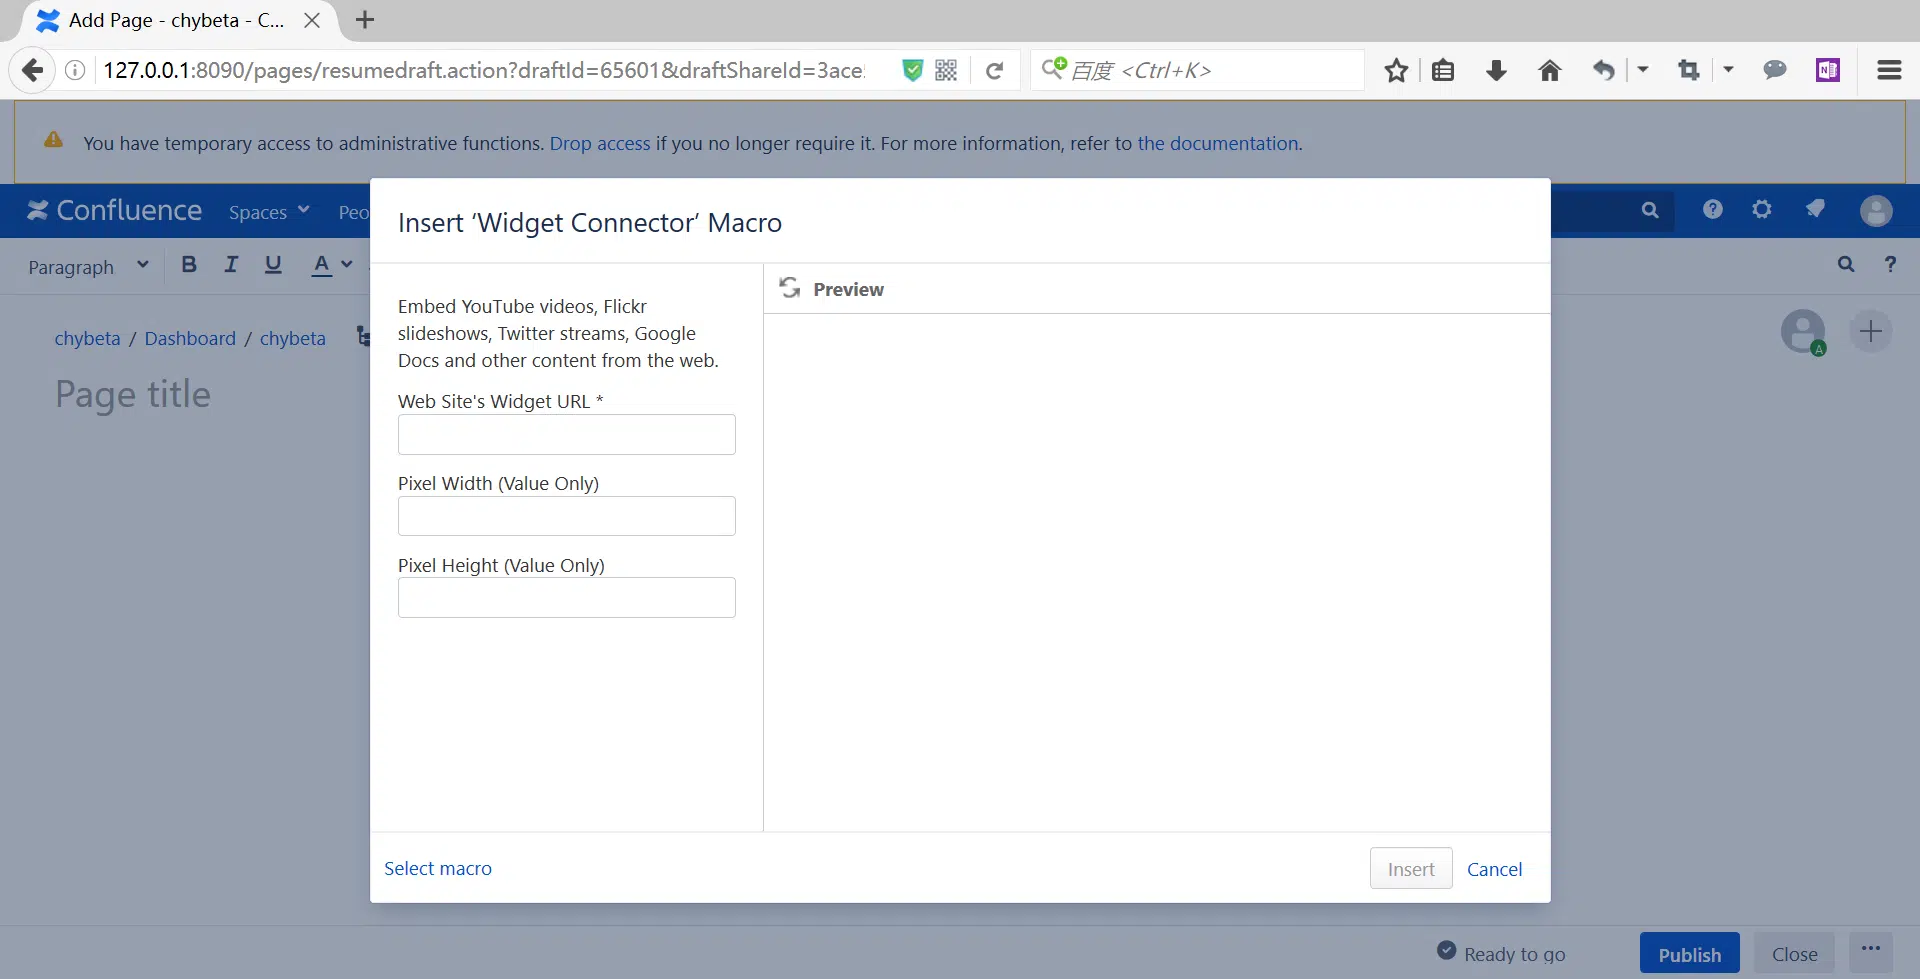 Add Page - chybeta - C...
127.0.0.1:8090/pages/resumedraft.action?draftId=65601&draftShareId=3ace
百度 <Ctrl+K>
You have temporary access to administrative functions. Drop access if you no longer require it. For more information, refer to the documentation.
Confluence Spaces Peo
Insert ‘Widget Connector’ Macro
Paragraph B I U A
?
Preview
Embed YouTube videos, Flickr
slideshows, Twitter streams, Google
Docs and other content from the web.
chybeta / Dashboard / chybeta
A
Page title
Web Site's Widget URL *
Pixel Width (Value Only)
Pixel Height (Value Only)
Select macro
Insert Cancel
Ready to go
Publish Close ...